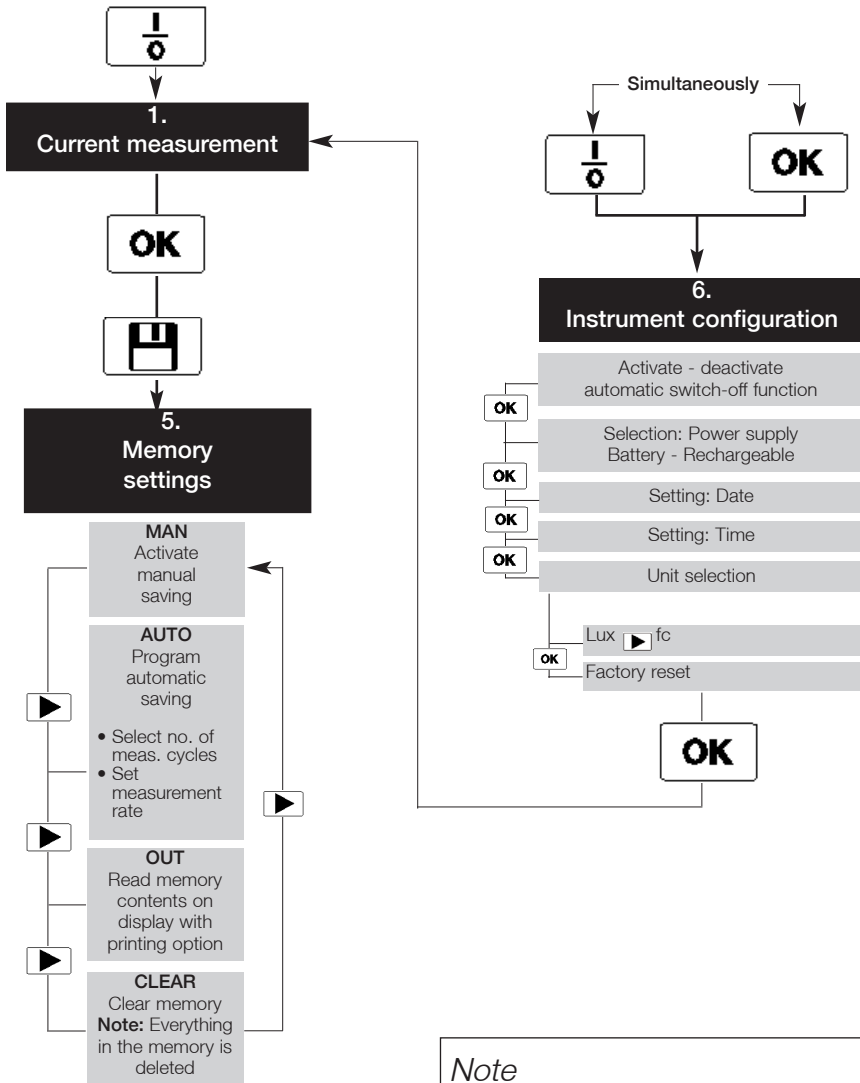 I
0
1.
Current measurement
OK
5.
Memory
settings
MAN
Activate
manual
saving
AUTO
Program
automatic
saving
• Select no. of
meas. cycles
• Set
measurement
rate
OUT
Read memory
contents on
display with
printing option
CLEAR
Clear memory
Note: Everything
in the memory is
deleted
Simultaneously
I
0
OK
6.
Instrument configuration
Activate - deactivate
automatic switch-off function
OK
Selection: Power supply
Battery - Rechargeable
OK
Setting: Date
OK
Setting: Time
OK
Unit selection
Lux ▶ fc
OK
Factory reset
OK
Note